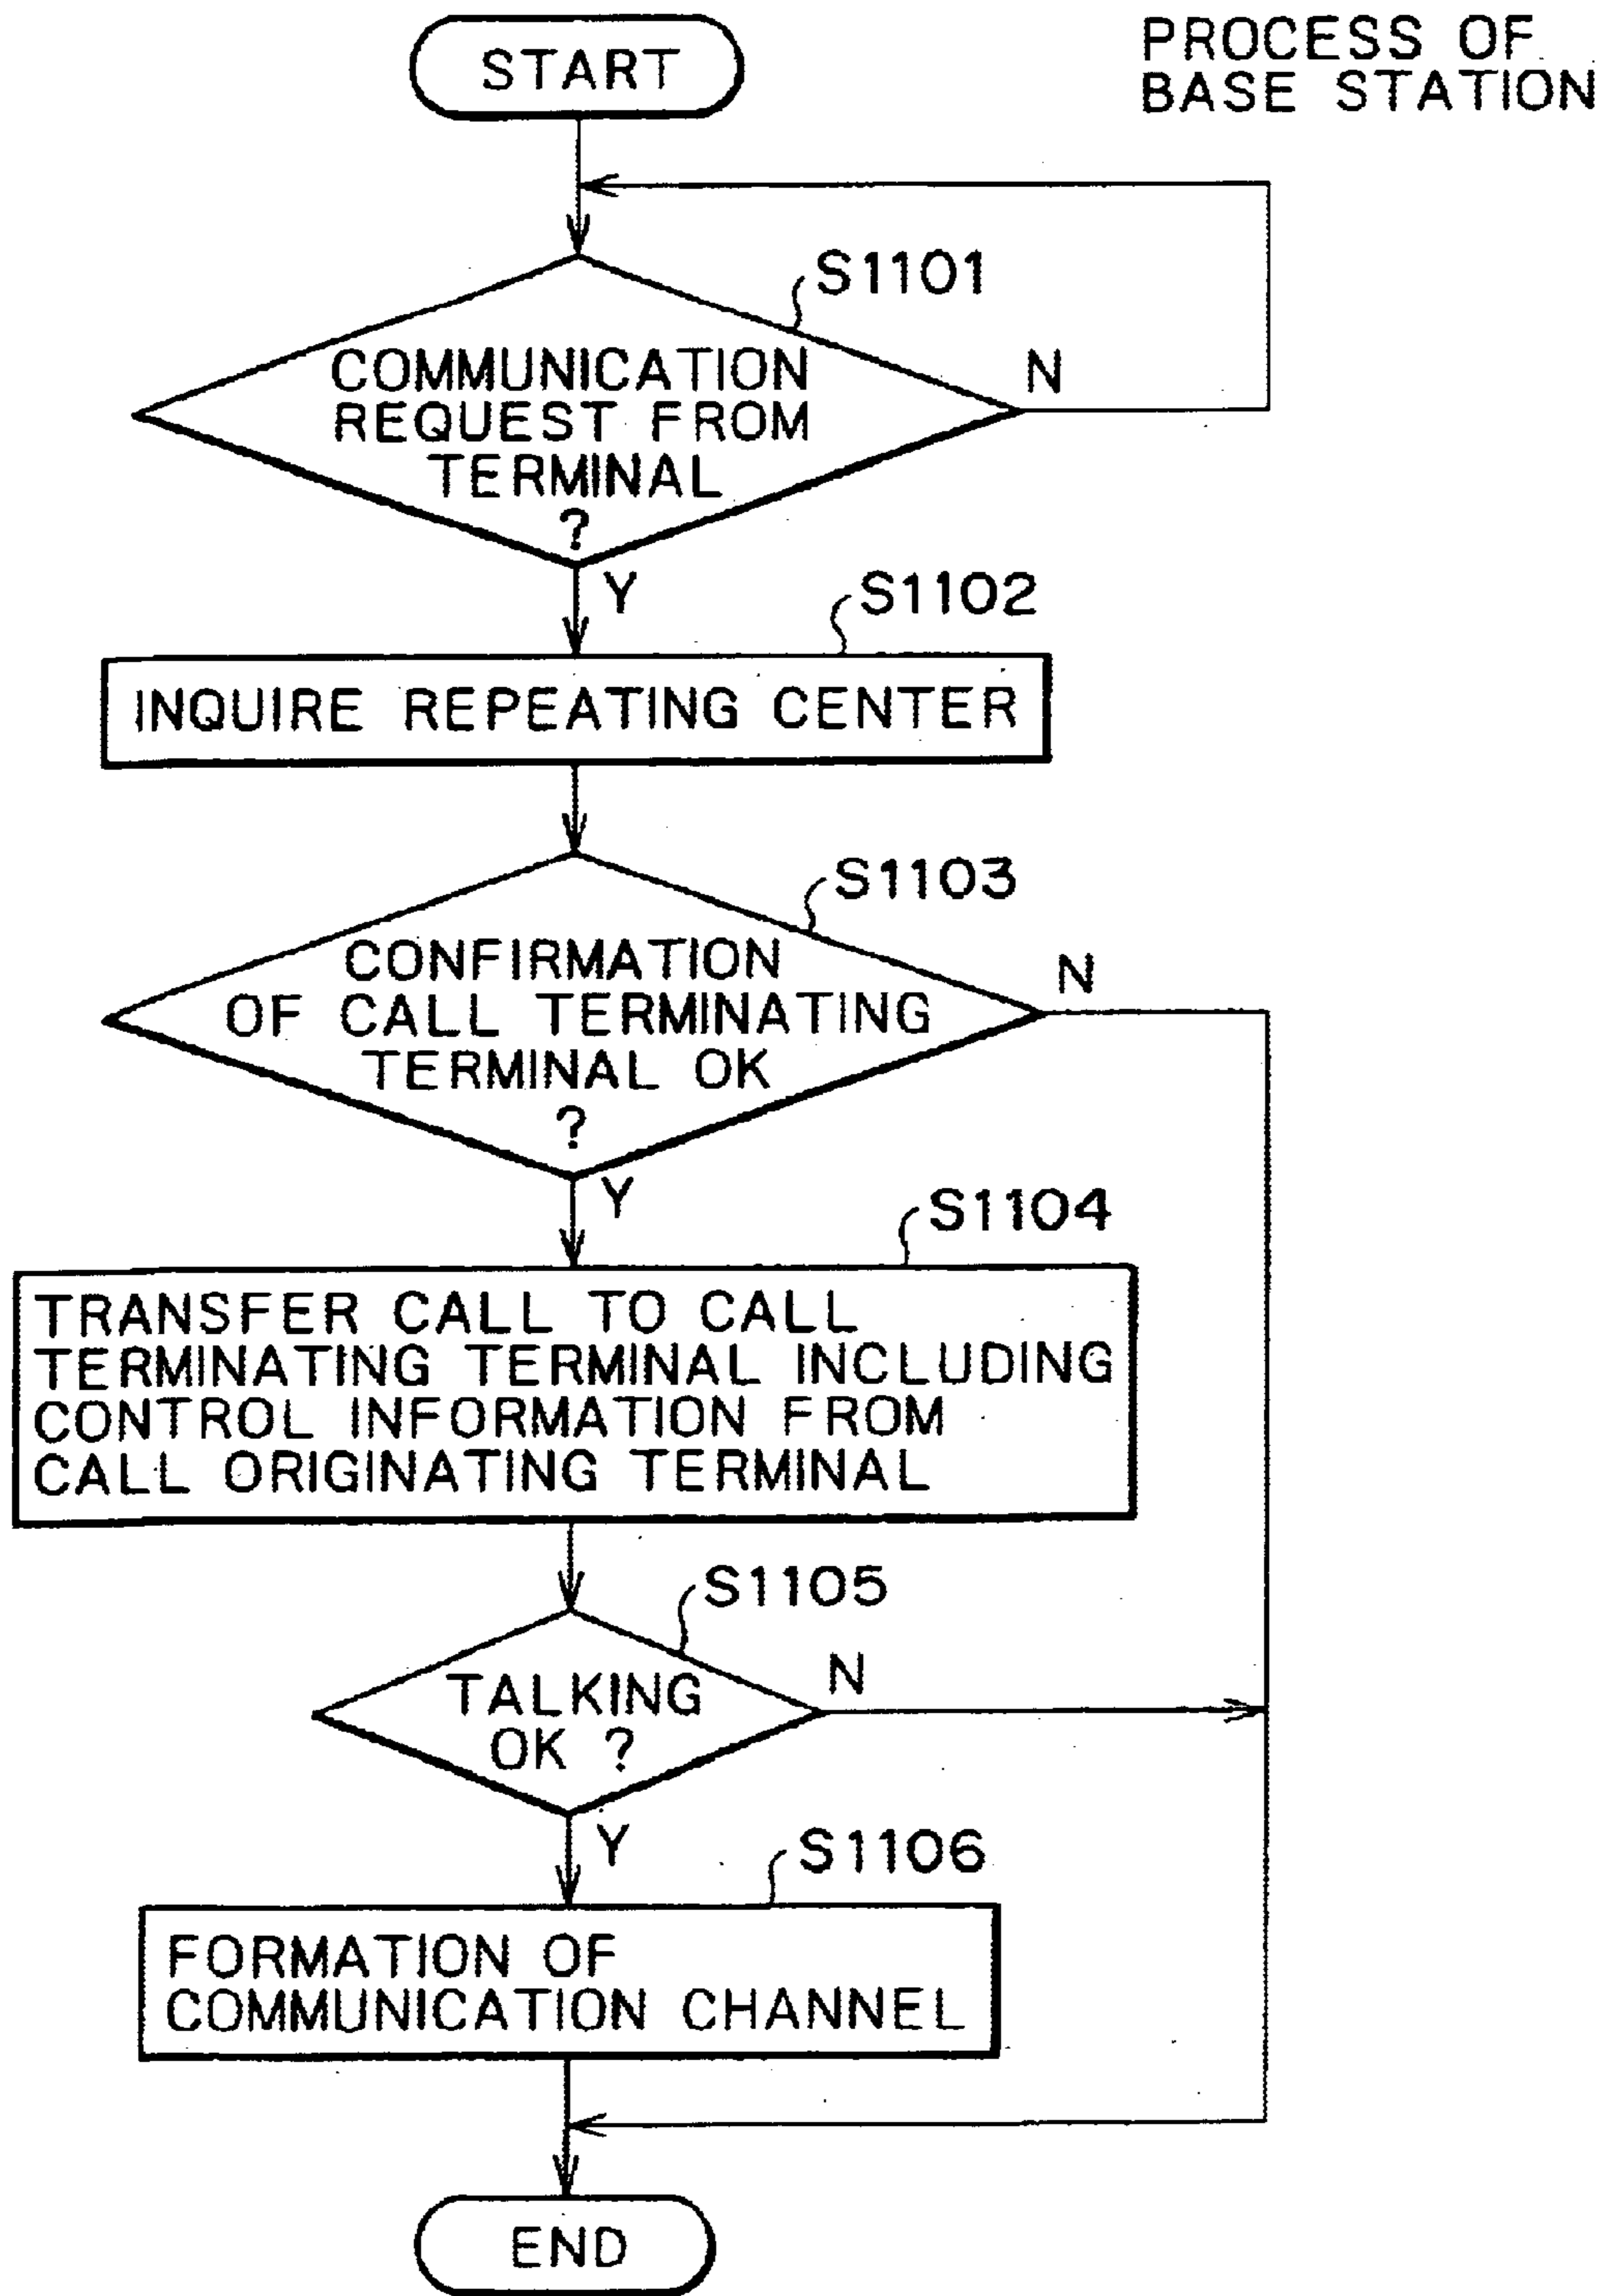 START
PROCESS OF
BASE STATION
S1101
COMMUNICATION
REQUEST FROM
TERMINAL
?
N
Y
S1102
INQUIRE REPEATING CENTER
S1103
CONFIRMATION
OF CALL TERMINATING
TERMINAL OK
?
N
Y
S1104
TRANSFER CALL TO CALL
TERMINATING TERMINAL INCLUDING
CONTROL INFORMATION FROM
CALL ORIGINATING TERMINAL
S1105
TALKING
OK ?
N
Y
S1106
FORMATION OF
COMMUNICATION CHANNEL
END